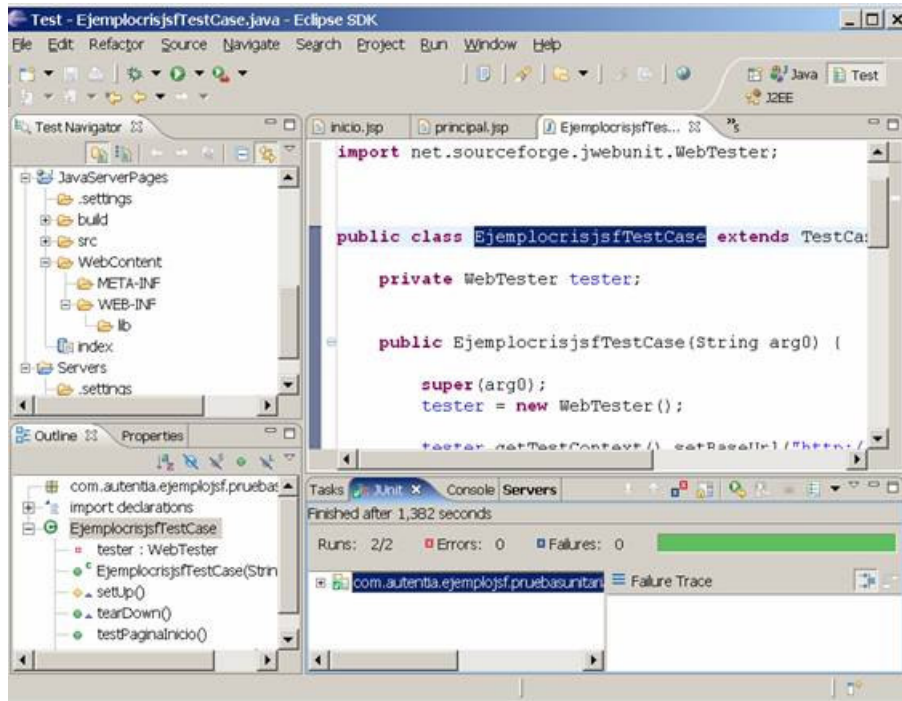 Test - EjemplocrisjsfTestCase.java - Eclipse SDK
File Edit Refactor Source Navigate Search Project Run Window Help
Java Test
J2EE
Test Navigator
JavaServerPages
.settings
build
src
WebContent
META-INF
WEB-INF
lib
index
Servers
.settings
inicio.jsp principal.jsp EjemplocrisjsfTes... »5
import net.sourceforge.jwebunit.WebTester;
public class EjemplocrisjsfTestCase extends TestCa
private WebTester tester;
public EjemplocrisjsfTestCase(String arg0) {
super(arg0);
tester = new WebTester();
tester.getTestContext().setBaseUrl("http:/
Outline Properties
com.autentia.ejemplojsf.pruebas
import declarations
EjemplocrisjsfTestCase
tester : WebTester
EjemplocrisjsfTestCase(Strin
setUp()
tearDown()
testPaginaInicio()
Tasks JUnit Console Servers
Finished after 1,382 seconds
Runs: 2/2 Errors: 0 Failures: 0
com.autentia.ejemplojsf.pruebasunitari
Failure Trace